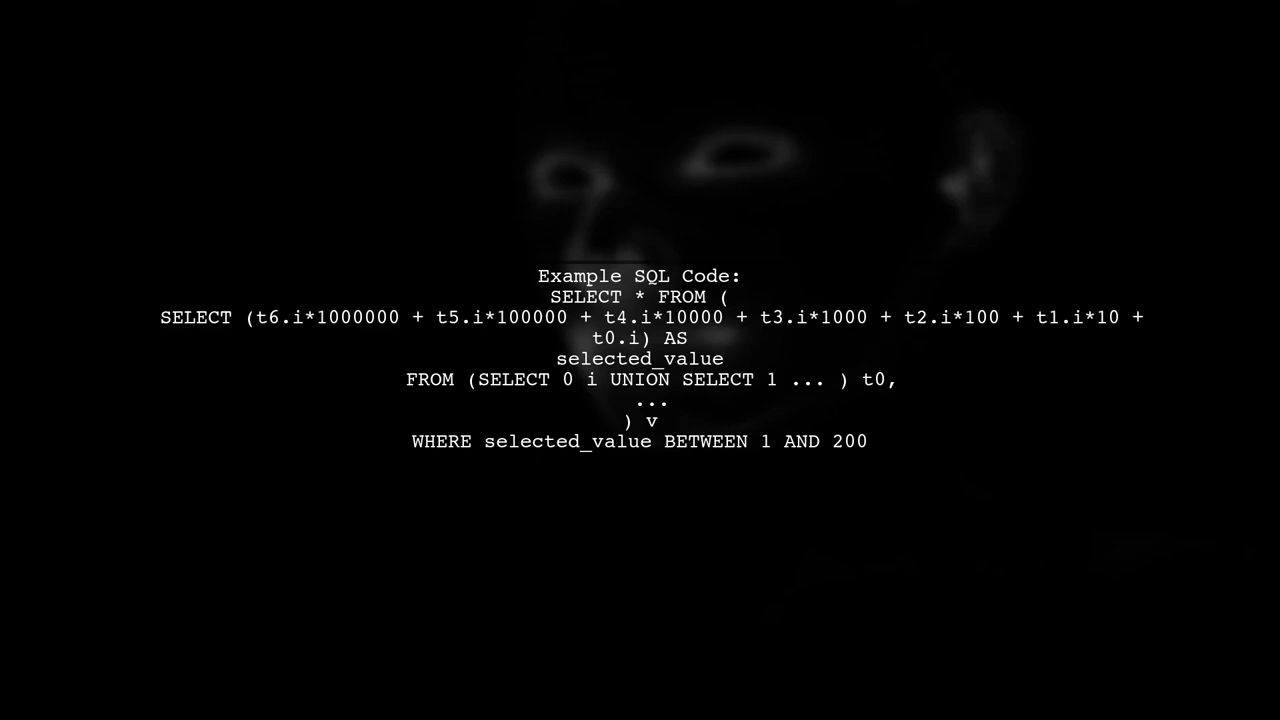 Example SQL Code:
SELECT * FROM (
SELECT (t6.i*1000000 + t5.i*100000 + t4.i*10000 + t3.i*1000 + t2.i*100 + t1.i*10 +
t0.i) AS
selected_value
FROM (SELECT 0 i UNION SELECT 1 ... ) t0,
...
) v
WHERE selected_value BETWEEN 1 AND 200